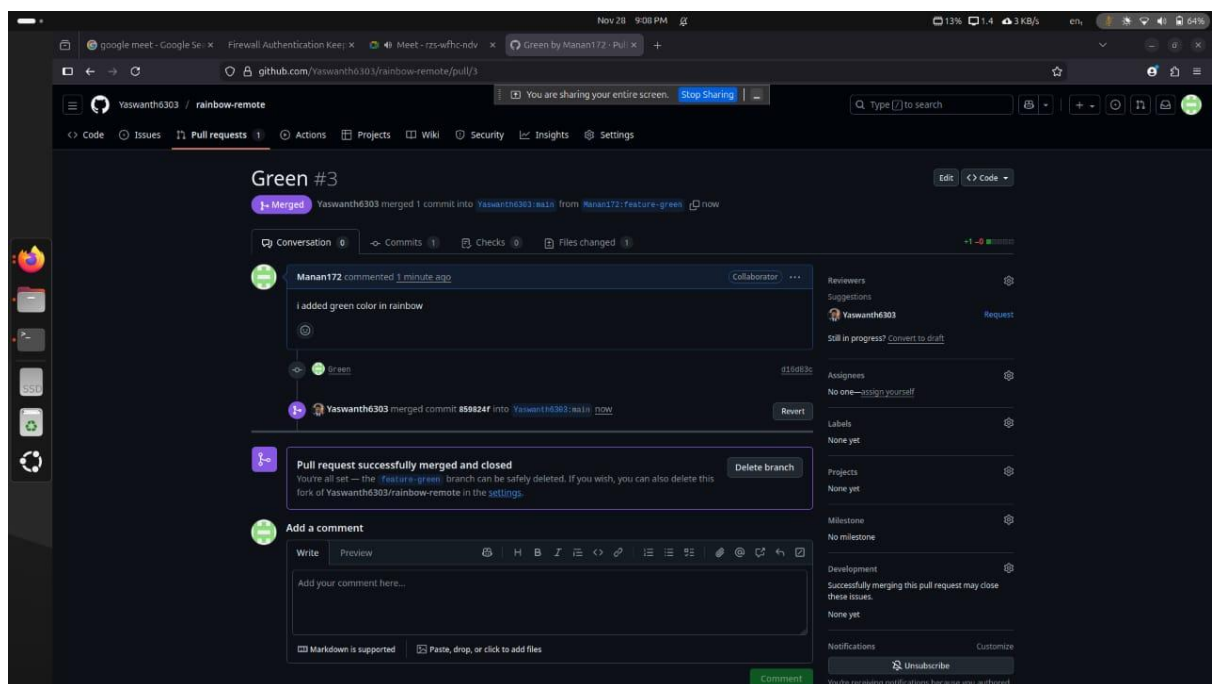 Nov 28 9:08 PM
13% 1.4 3 KB/s en, 64%
google meet - Google Se
Firewall Authentication Kee
Meet - rzs-wfhc-ndv
Green by Manan172 · Pull
github.com/Yaswanth6303/rainbow-remote/pull/3
You are sharing your entire screen. Stop Sharing
Yaswanth6303 / rainbow-remote
Type / to search
Code Issues Pull requests 1 Actions Projects Wiki Security Insights Settings
Green #3
Edit <> Code
Merged Yaswanth6303 merged 1 commit into Yaswanth6303:main from Manan172:feature-green now
Conversation 0 Commits 1 Checks 0 Files changed 1
+1 -0
Manan172 commented 1 minute ago
Collaborator
i added green color in rainbow
Green
d16d83c
Yaswanth6303 merged commit 859824f into Yaswanth6303:main now
Revert
Pull request successfully merged and closed
You're all set — the feature-green branch can be safely deleted. If you wish, you can also delete this
fork of Yaswanth6303/rainbow-remote in the settings.
Delete branch
Add a comment
Write Preview
H B I
Add your comment here...
Markdown is supported
Paste, drop, or click to add files
Comment
Reviewers
Suggestions
Yaswanth6303 Request
Still in progress? Convert to draft
Assignees
No one—assign yourself
Labels
None yet
Projects
None yet
Milestone
No milestone
Development
Successfully merging this pull request may close
these issues.
None yet
Notifications Customize
Unsubscribe
You're receiving notifications because you authored
SSD